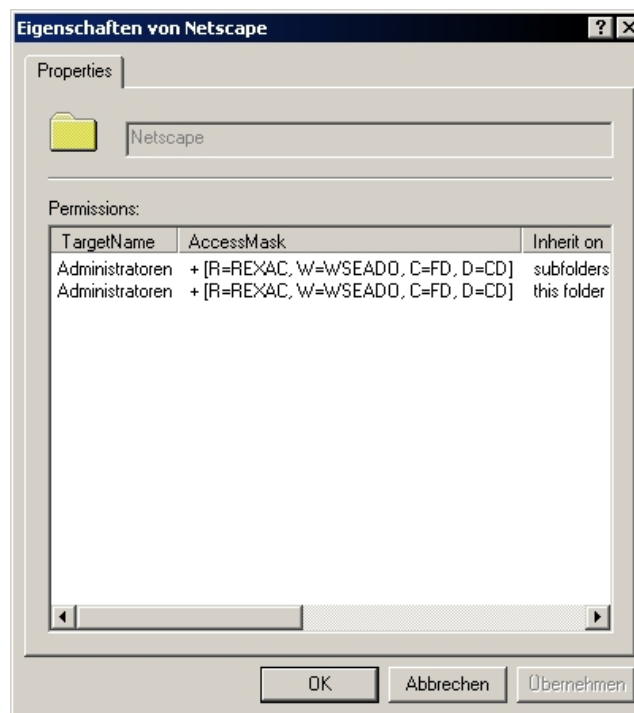 Eigenschaften von Netscape
Properties
Netscape
Permissions:
TargetName AccessMask Inherit on
Administratoren + [R=REXAC, W=WSEADO, C=FD, D=CD] subfolders
Administratoren + [R=REXAC, W=WSEADO, C=FD, D=CD] this folder
OK Abbrechen Übernehmen